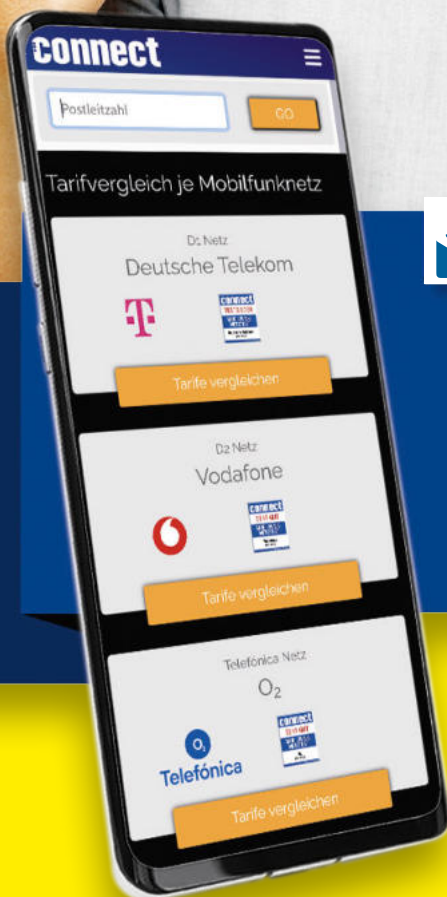 connect
Postleitzahl
GO
Tarifvergleich je Mobilfunknetz
D1 Netz
Deutsche Telekom
T
connect
Tarife vergleichen
D2 Netz
Vodafone
connect
Tarife vergleichen
Telefónica Netz
O2
O2
Telefónica
connect
Tarife vergleichen